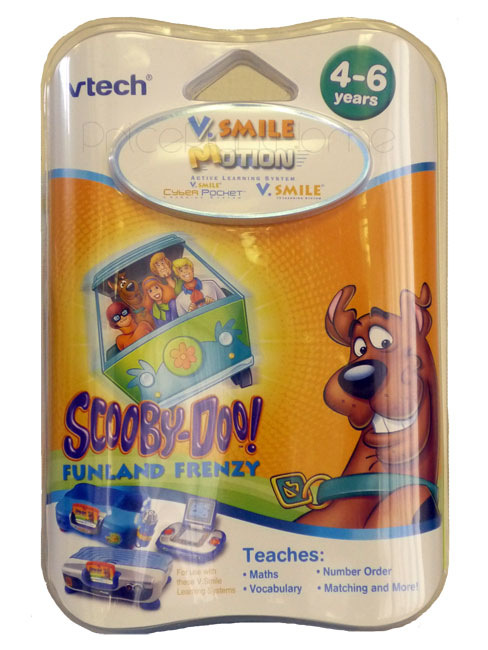 vtech®
4-6
years
V.SMILE
MOTION
ACTIVE LEARNING SYSTEM
V.SMILE®
CYBER POCKET
V.SMILE®
SCOOBY-DOO!
FUNLAND FRENZY
For use with
these V.Smile
Learning Systems
Teaches:
• Maths
• Number Order
• Vocabulary
• Matching and More!